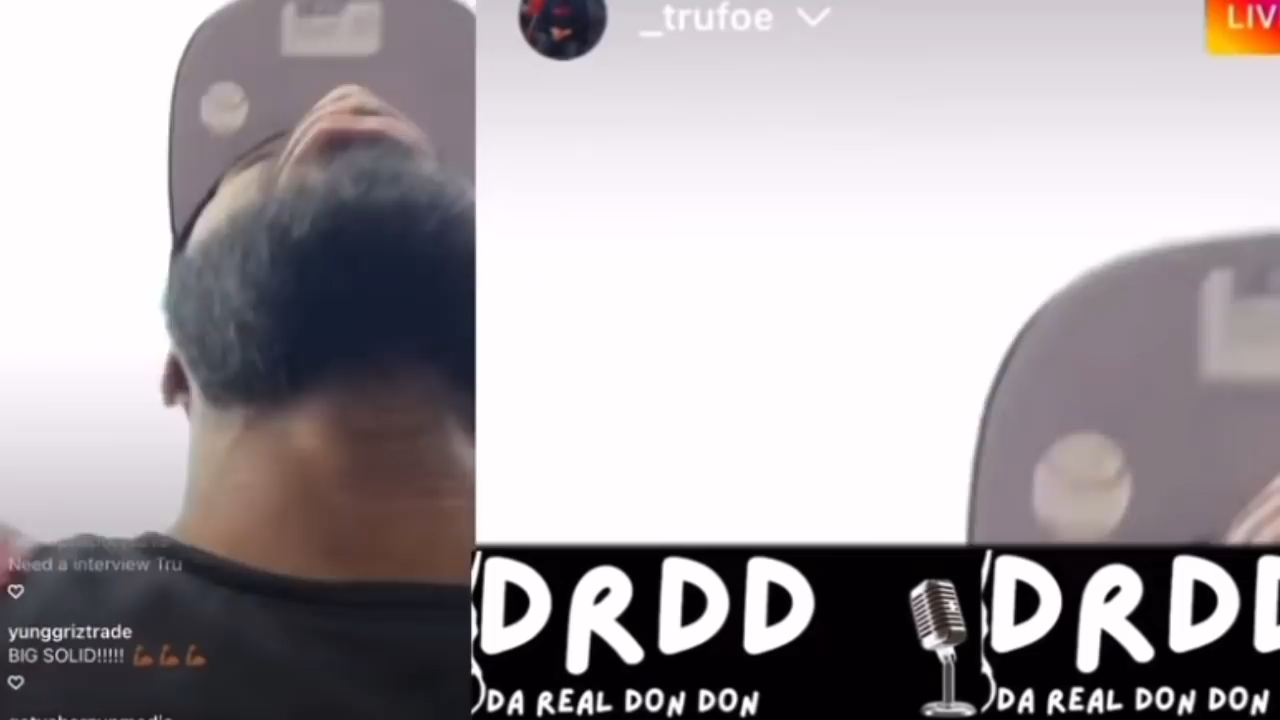 _trufoe
LIV
Need a interview Tru
yunggriztrade
BIG SOLID!!!!!
DRDD
DA REAL DON DON
DRDD
DA REAL DON DON